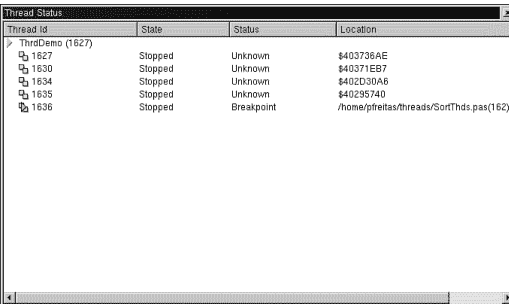 Thread Status
Thread Id State Status Location
ThrdDemo (1627)
1627 Stopped Unknown $403736AE
1630 Stopped Unknown $40371EB7
1634 Stopped Unknown $402D30A6
1635 Stopped Unknown $40295740
1636 Stopped Breakpoint /home/pfreitas/threads/SortThds.pas(162)